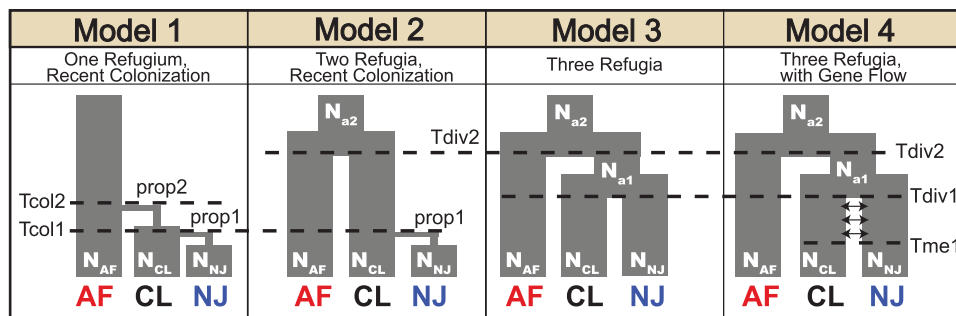 Model 1
Model 2
Model 3
Model 4
One Refugium,
Recent Colonization
Two Refugia,
Recent Colonization
Three Refugia
Three Refugia,
with Gene Flow
Tcol2
prop2
Tcol1
prop1
NAF
NCL
NNJ
AF CL NJ
Na2
Tdiv2
prop1
NAF
NCL
NNJ
AF CL NJ
Na2
Na1
NAF
NCL
NNJ
AF CL NJ
Na2
Tdiv2
Na1
Tdiv1
Tme1
NAF
NCL
NNJ
AF CL NJ